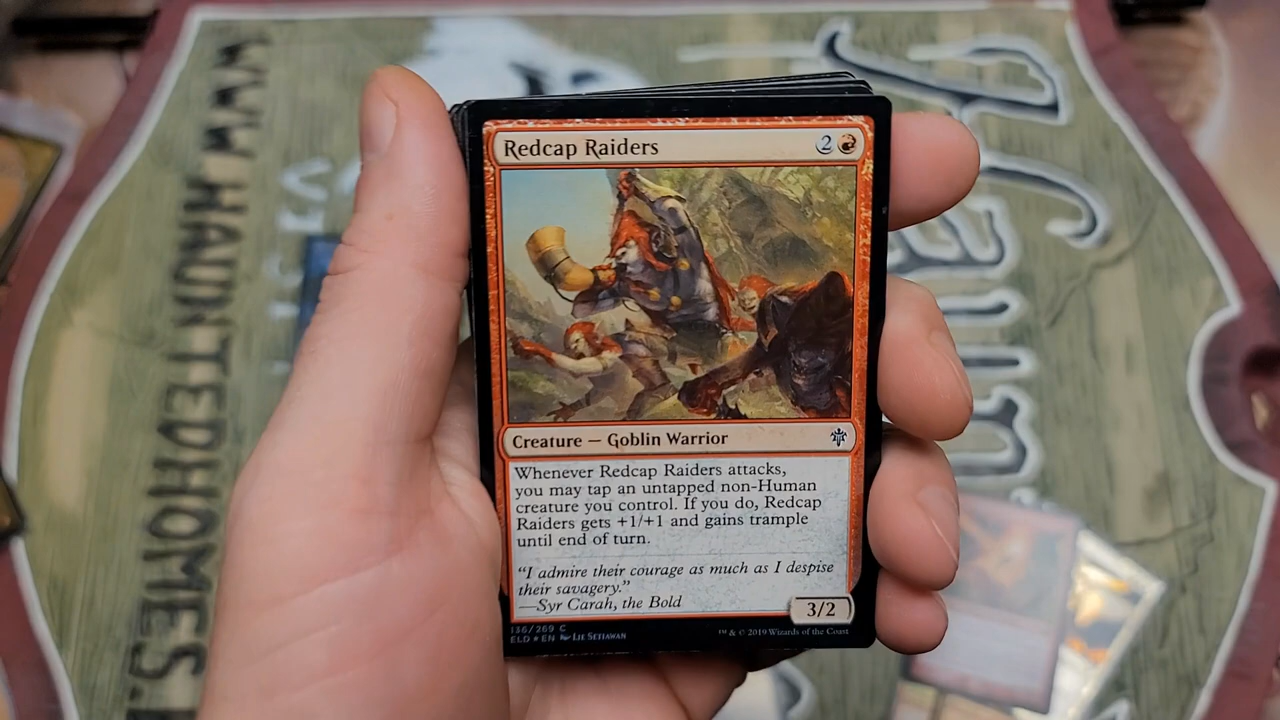 Redcap Raiders
2
Creature — Goblin Warrior
Whenever Redcap Raiders attacks,
you may tap an untapped non-Human
creature you control. If you do, Redcap
Raiders gets +1/+1 and gains trample
until end of turn.
“I admire their courage as much as I despise
their savagery.”
—Syr Carah, the Bold
3/2
136/269 C
ELD ★ EN Lie Setiawan
™ & © 2019 Wizards of the Coast
WWW.HAUNTEDHOMES.